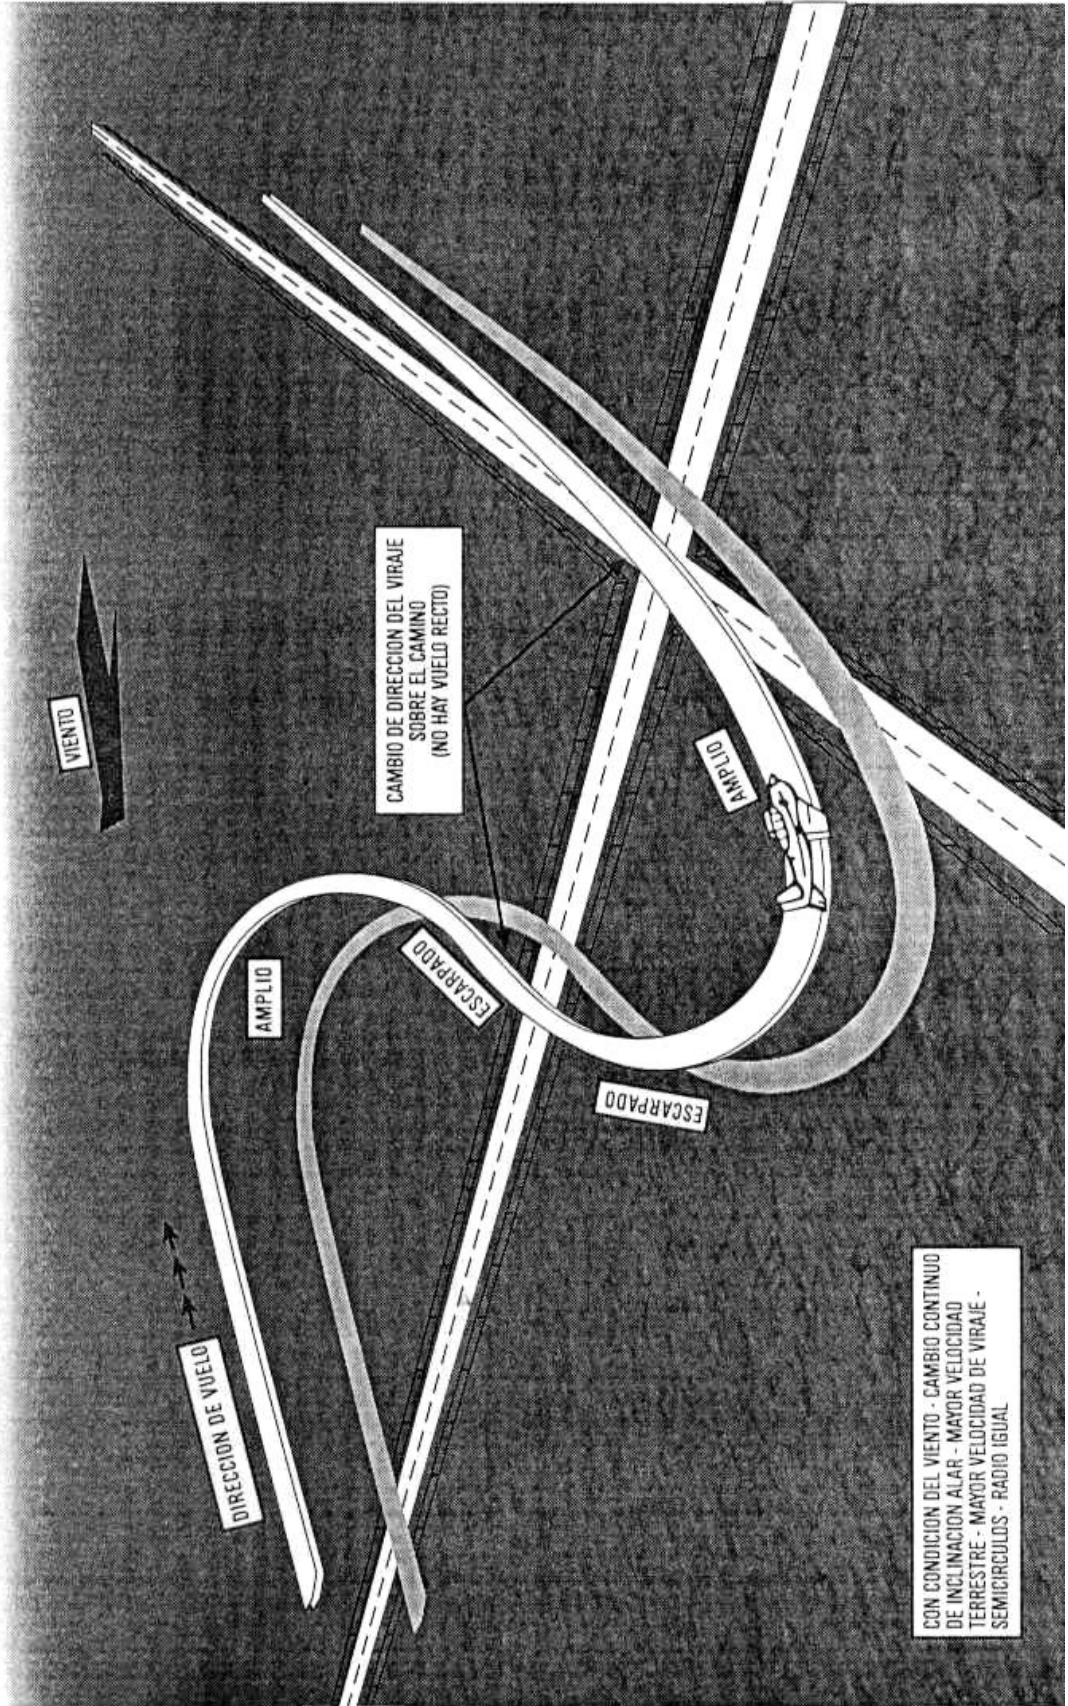 VIENTO
DIRECCION DE VUELO
AMPLIO
ESCARPADO
CAMBIO DE DIRECCION DEL VIRAJE
SOBRE EL CAMINO
(NO HAY VUELO RECTO)
ESCARPADO
AMPLIO
CON CONDICION DEL VIENTO - CAMBIO CONTINUO
DE INCLINACION ALAR - MAYOR VELOCIDAD
TERRESTRE - MAYOR VELOCIDAD DE VIRAJE -
SEMICIRCULOS - RADIO IGUAL